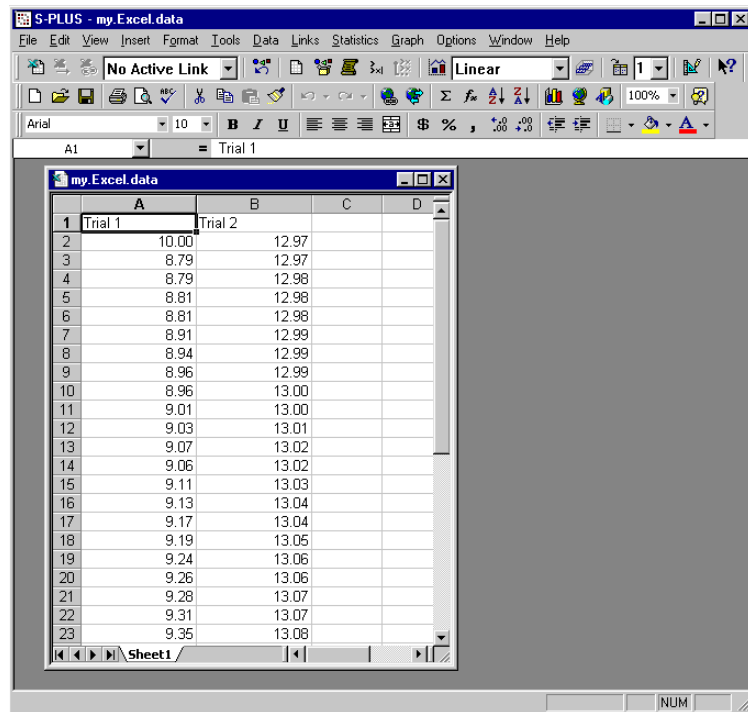 S-PLUS - my.Excel.data
File Edit View Insert Format Tools Data Links Statistics Graph Options Window Help
No Active Link Linear 1
100%
Arial 10 B I U $ % ,
A1 = Trial 1
my.Excel.data
A B C D
1 Trial 1 Trial 2
2 10.00 12.97
3 8.79 12.97
4 8.79 12.98
5 8.81 12.98
6 8.81 12.98
7 8.91 12.99
8 8.94 12.99
9 8.96 12.99
10 8.96 13.00
11 9.01 13.00
12 9.03 13.01
13 9.07 13.02
14 9.06 13.02
15 9.11 13.03
16 9.13 13.04
17 9.17 13.04
18 9.19 13.05
19 9.24 13.06
20 9.26 13.06
21 9.28 13.07
22 9.31 13.07
23 9.35 13.08
Sheet1
NUM